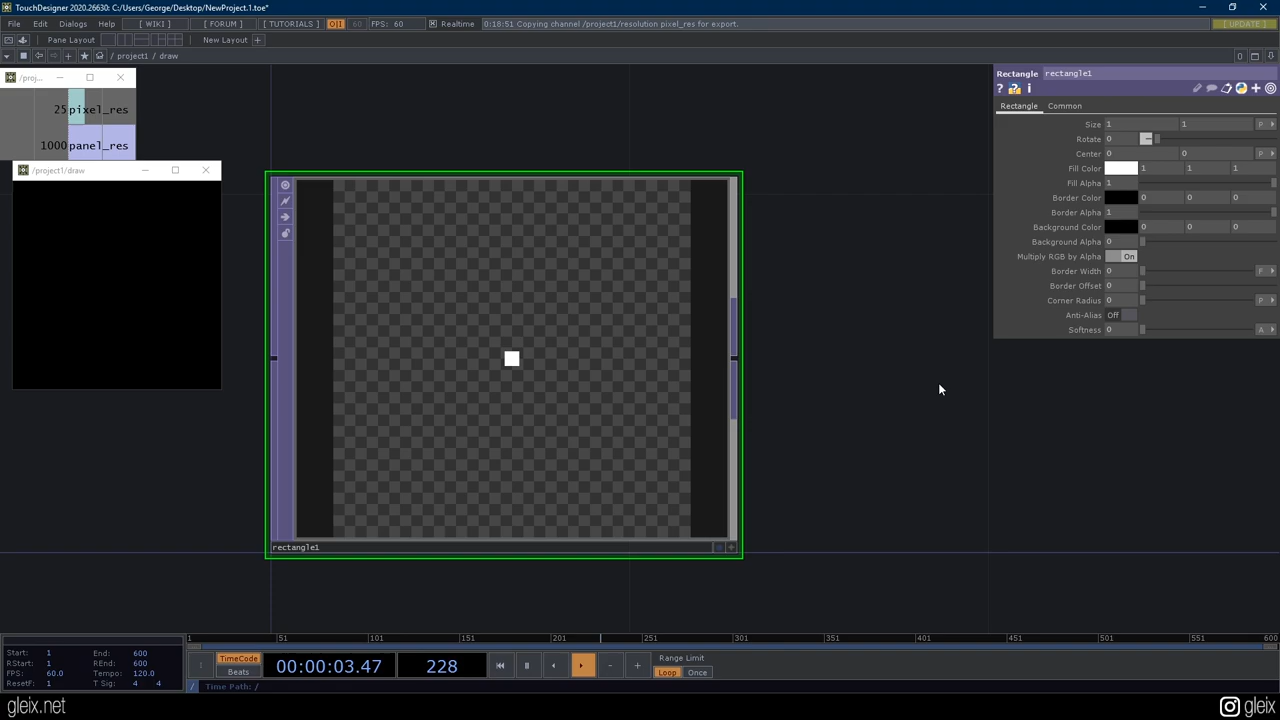 TouchDesigner 2020.26630: C:/Users/George/Desktop/NewProject.1.toe*
File Edit Dialogs Help [ WIKI ] [ FORUM ] [ TUTORIALS ] O|I 60 FPS: 60 Realtime 0:18:51 Copying channel /project1/resolution pixel_res for export. [ UPDATE ]
Pane Layout New Layout +
/ project1 / draw
/proj...
25 pixel_res
1000 panel_res
/project1/draw
rectangle1
Rectangle rectangle1
Rectangle Common
Size 1 1 P
Rotate 0
Center 0 0 P
Fill Color 1 1 1
Fill Alpha 1
Border Color 0 0 0
Border Alpha 1
Background Color 0 0 0
Background Alpha 0
Multiply RGB by Alpha On
Border Width 0 P
Border Offset 0
Corner Radius 0 P
Anti-Alias Off
Softness 0 A
1 51 101 151 201 251 301 351 401 451 501 551 600
Start: 1 End: 600
RStart: 1 REnd: 600
FPS: 60.0 Tempo: 120.0
ResetF: 1 T Sig: 4 4
TimeCode
Beats
00:00:03.47 228
Range Limit
Loop Once
/ Time Path: /
gleix.net
gleix